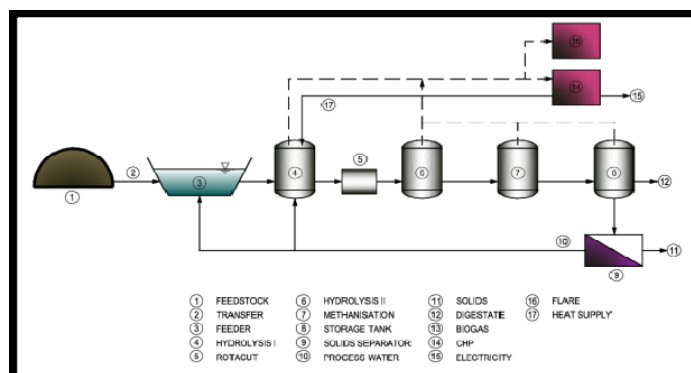 16
14
15
17
5
1
2
3
4
6
7
8
12
10
11
9
1 FEEDSTOCK
2 TRANSFER
3 FEEDER
4 HYDROLYSIS I
5 ROTACUT
6 HYDROLYSIS II
7 METHANISATION
8 STORAGE TANK
9 SOLIDS SEPARATOR
10 PROCESS WATER
11 SOLIDS
12 DIGESTATE
13 BIOGAS
14 CHP
15 ELECTRICITY
16 FLARE
17 HEAT SUPPLY